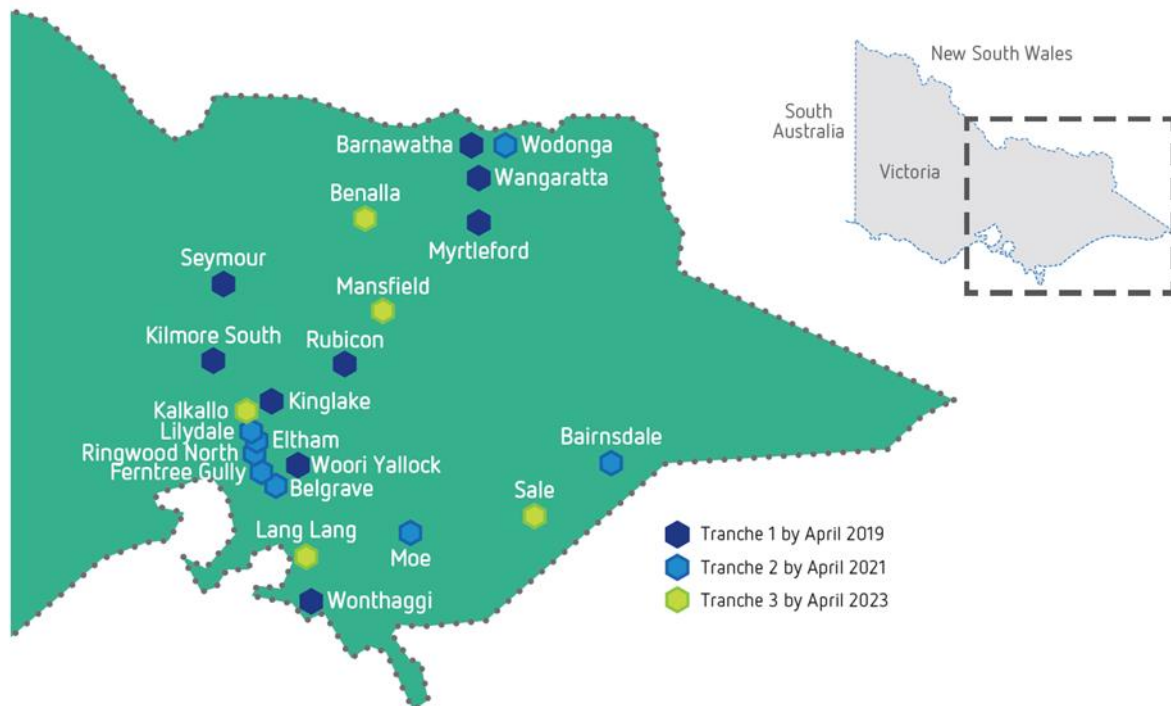 New South Wales
South
Australia
Victoria
Barnawatha
Wodonga
Wangaratta
Benalla
Myrtleford
Seymour
Mansfield
Kilmore South
Rubicon
Kinglake
Kalkallo
Lilydale
Eltham
Ringwood North
Woori Yallock
Ferntree Gully
Belgrave
Bairnsdale
Sale
Lang Lang
Moe
Wonthaggi
Tranche 1 by April 2019
Tranche 2 by April 2021
Tranche 3 by April 2023